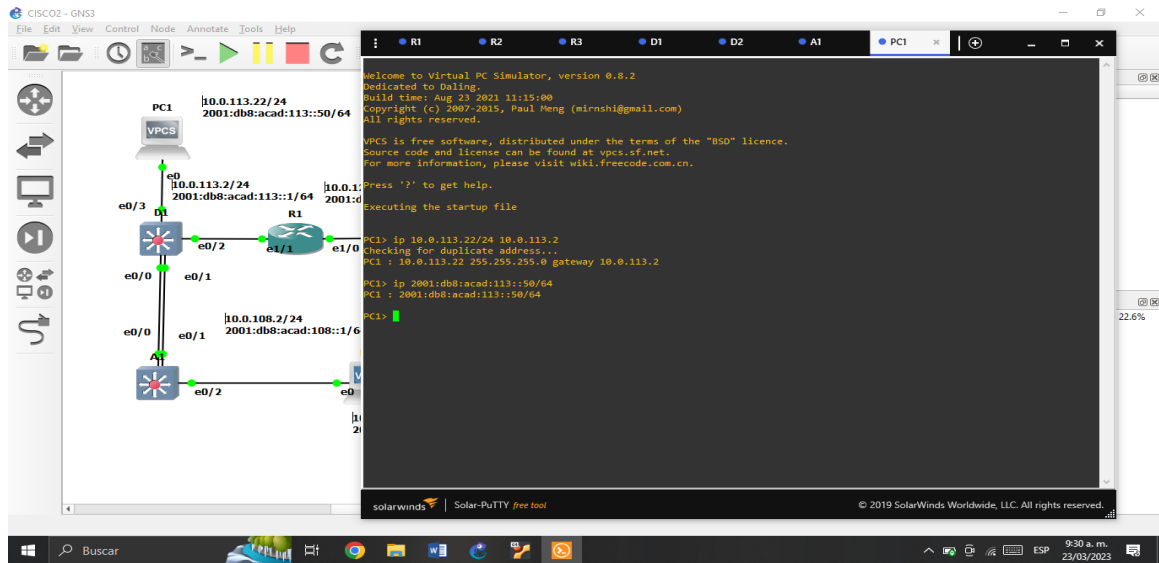 CISCO2 - GNS3
File Edit View Control Node Annotate Tools Help
R1 R2 R3 D1 D2 A1 PC1
PC1
VPCS
10.0.113.22/24
2001:db8:acad:113::50/64
e0
10.0.113.2/24
2001:db8:acad:113::1/64
e0/3
D1
R1
e0/2
e1/1
e1/0
e0/0
e0/1
10.0.108.2/24
2001:db8:acad:108::1/6
e0/0
e0/1
A1
e0/2
e0
Welcome to Virtual PC Simulator, version 0.8.2
Dedicated to Daling.
Build time: Aug 23 2021 11:15:00
Copyright (c) 2007-2015, Paul Meng (mirnshi@gmail.com)
All rights reserved.
VPCS is free software, distributed under the terms of the "BSD" licence.
Source code and license can be found at vpcs.sf.net.
For more information, please visit wiki.freecode.com.cn.
Press '?' to get help.
Executing the startup file
PC1> ip 10.0.113.22/24 10.0.113.2
Checking for duplicate address...
PC1 : 10.0.113.22 255.255.255.0 gateway 10.0.113.2
PC1> ip 2001:db8:acad:113::50/64
PC1 : 2001:db8:acad:113::50/64
PC1>
22.6%
solarwinds Solar-PuTTY free tool
© 2019 SolarWinds Worldwide, LLC. All rights reserved.
Buscar
ESP
9:30 a. m.
23/03/2023